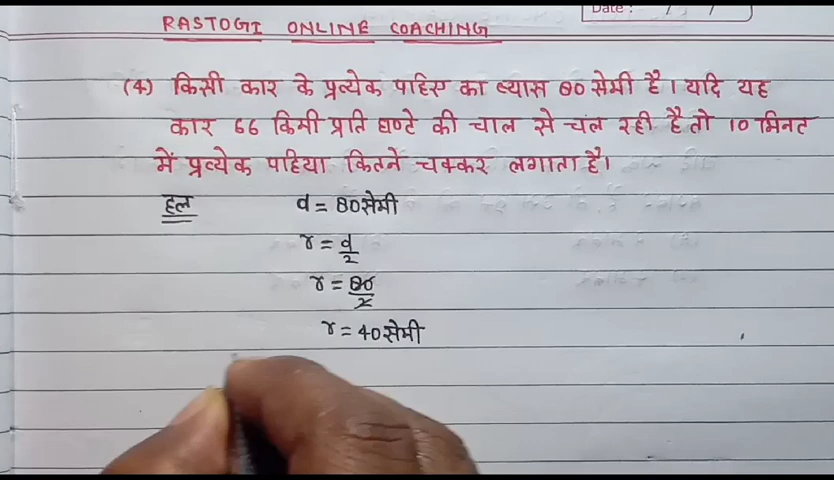 Date: / /
RASTOGI ONLINE COACHING
(4) किसी कार के प्रत्येक पहिए का व्यास 80 सेमी है। यदि यह
कार 66 किमी प्रति घण्टे की चाल से चल रही है तो 10 मिनट
में प्रत्येक पहिया कितने चक्कर लगाता है।
हल d = 80 सेमी
r = d/2
r = 80/2
r = 40 सेमी